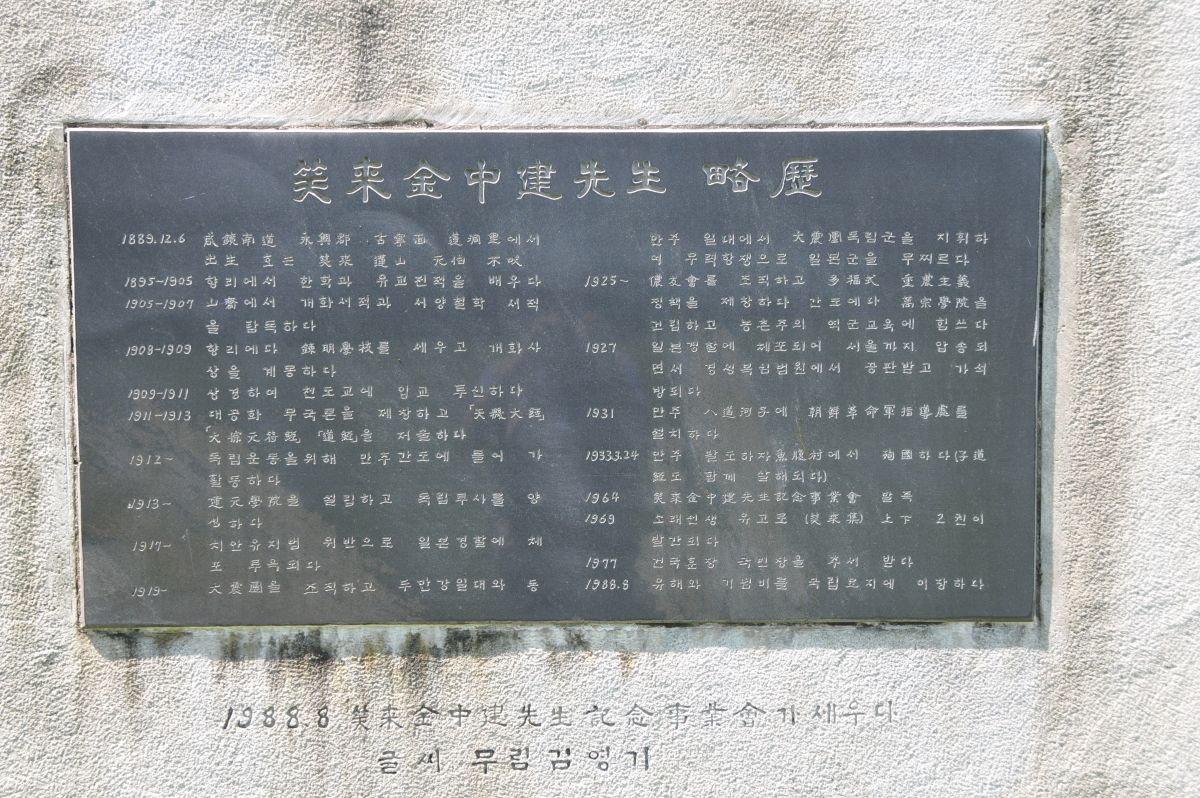 笑来金中建先生 略歷
1889.12.6 咸鏡南道 永興郡 古寧面 蓮洞里에서
出生 호는 笑来 蓮山 元伯
1895-1905 향리에서 한학과 유교전적을 배우다
1905-1907 山齋에서 개화서적과 서양철학 서적
을 탐독하다
1908-1909 향리에다 鍊明學校를 세우고 개화사
상을 계몽하다
1909-1911 상경하여 천도교에 입교 투신하다
1911-1913 대공화 무국론을 제창하고 「天機大經」
「大宗元簮經」「道經」을 저술하다
1912~ 독립운동을위해 만주간도에 들어 가
활동하다
1913~ 建元學院을 설립하고 독립투사를 양
성하다
1917~ 치안유지법 위반으로 일본경찰에 체
포 투옥되다
1919~ 大震團을 조직하고 두만강일대와 동
만주 일대에서 大震團독립군을 지휘하
여 무력항쟁으로 일본군을 무찌르다
1925~ 儂友會를 조직하고 多福式 重農主義
정책을 제창하다 간도에다 萬宗學院을
건립하고 농촌주의 역군교육에 힘쓰다
1927 일본경찰에 체포되어 서울까지 압송되
면서 경성복심법원에서 공판받고 가석
방되다
1931 만주 八道河子에 朝鮮革命軍指導處를
설치하다
1933.3.24 만주 팔도하자 魚腹村에서 殉國하다(子道
經도 함께 살해되다)
1964 笑来金中建先生記念事業會 발족
1969 소래선생 유고로 (笑來集) 上下 2권이
발간되다
1977 건국훈장 국민장을 추서 받다
1988.8 유해와 기념비를 국립묘지에 이장하다
1988.8 笑来金中建先生記念事業會가세우다
글씨 무림김영기